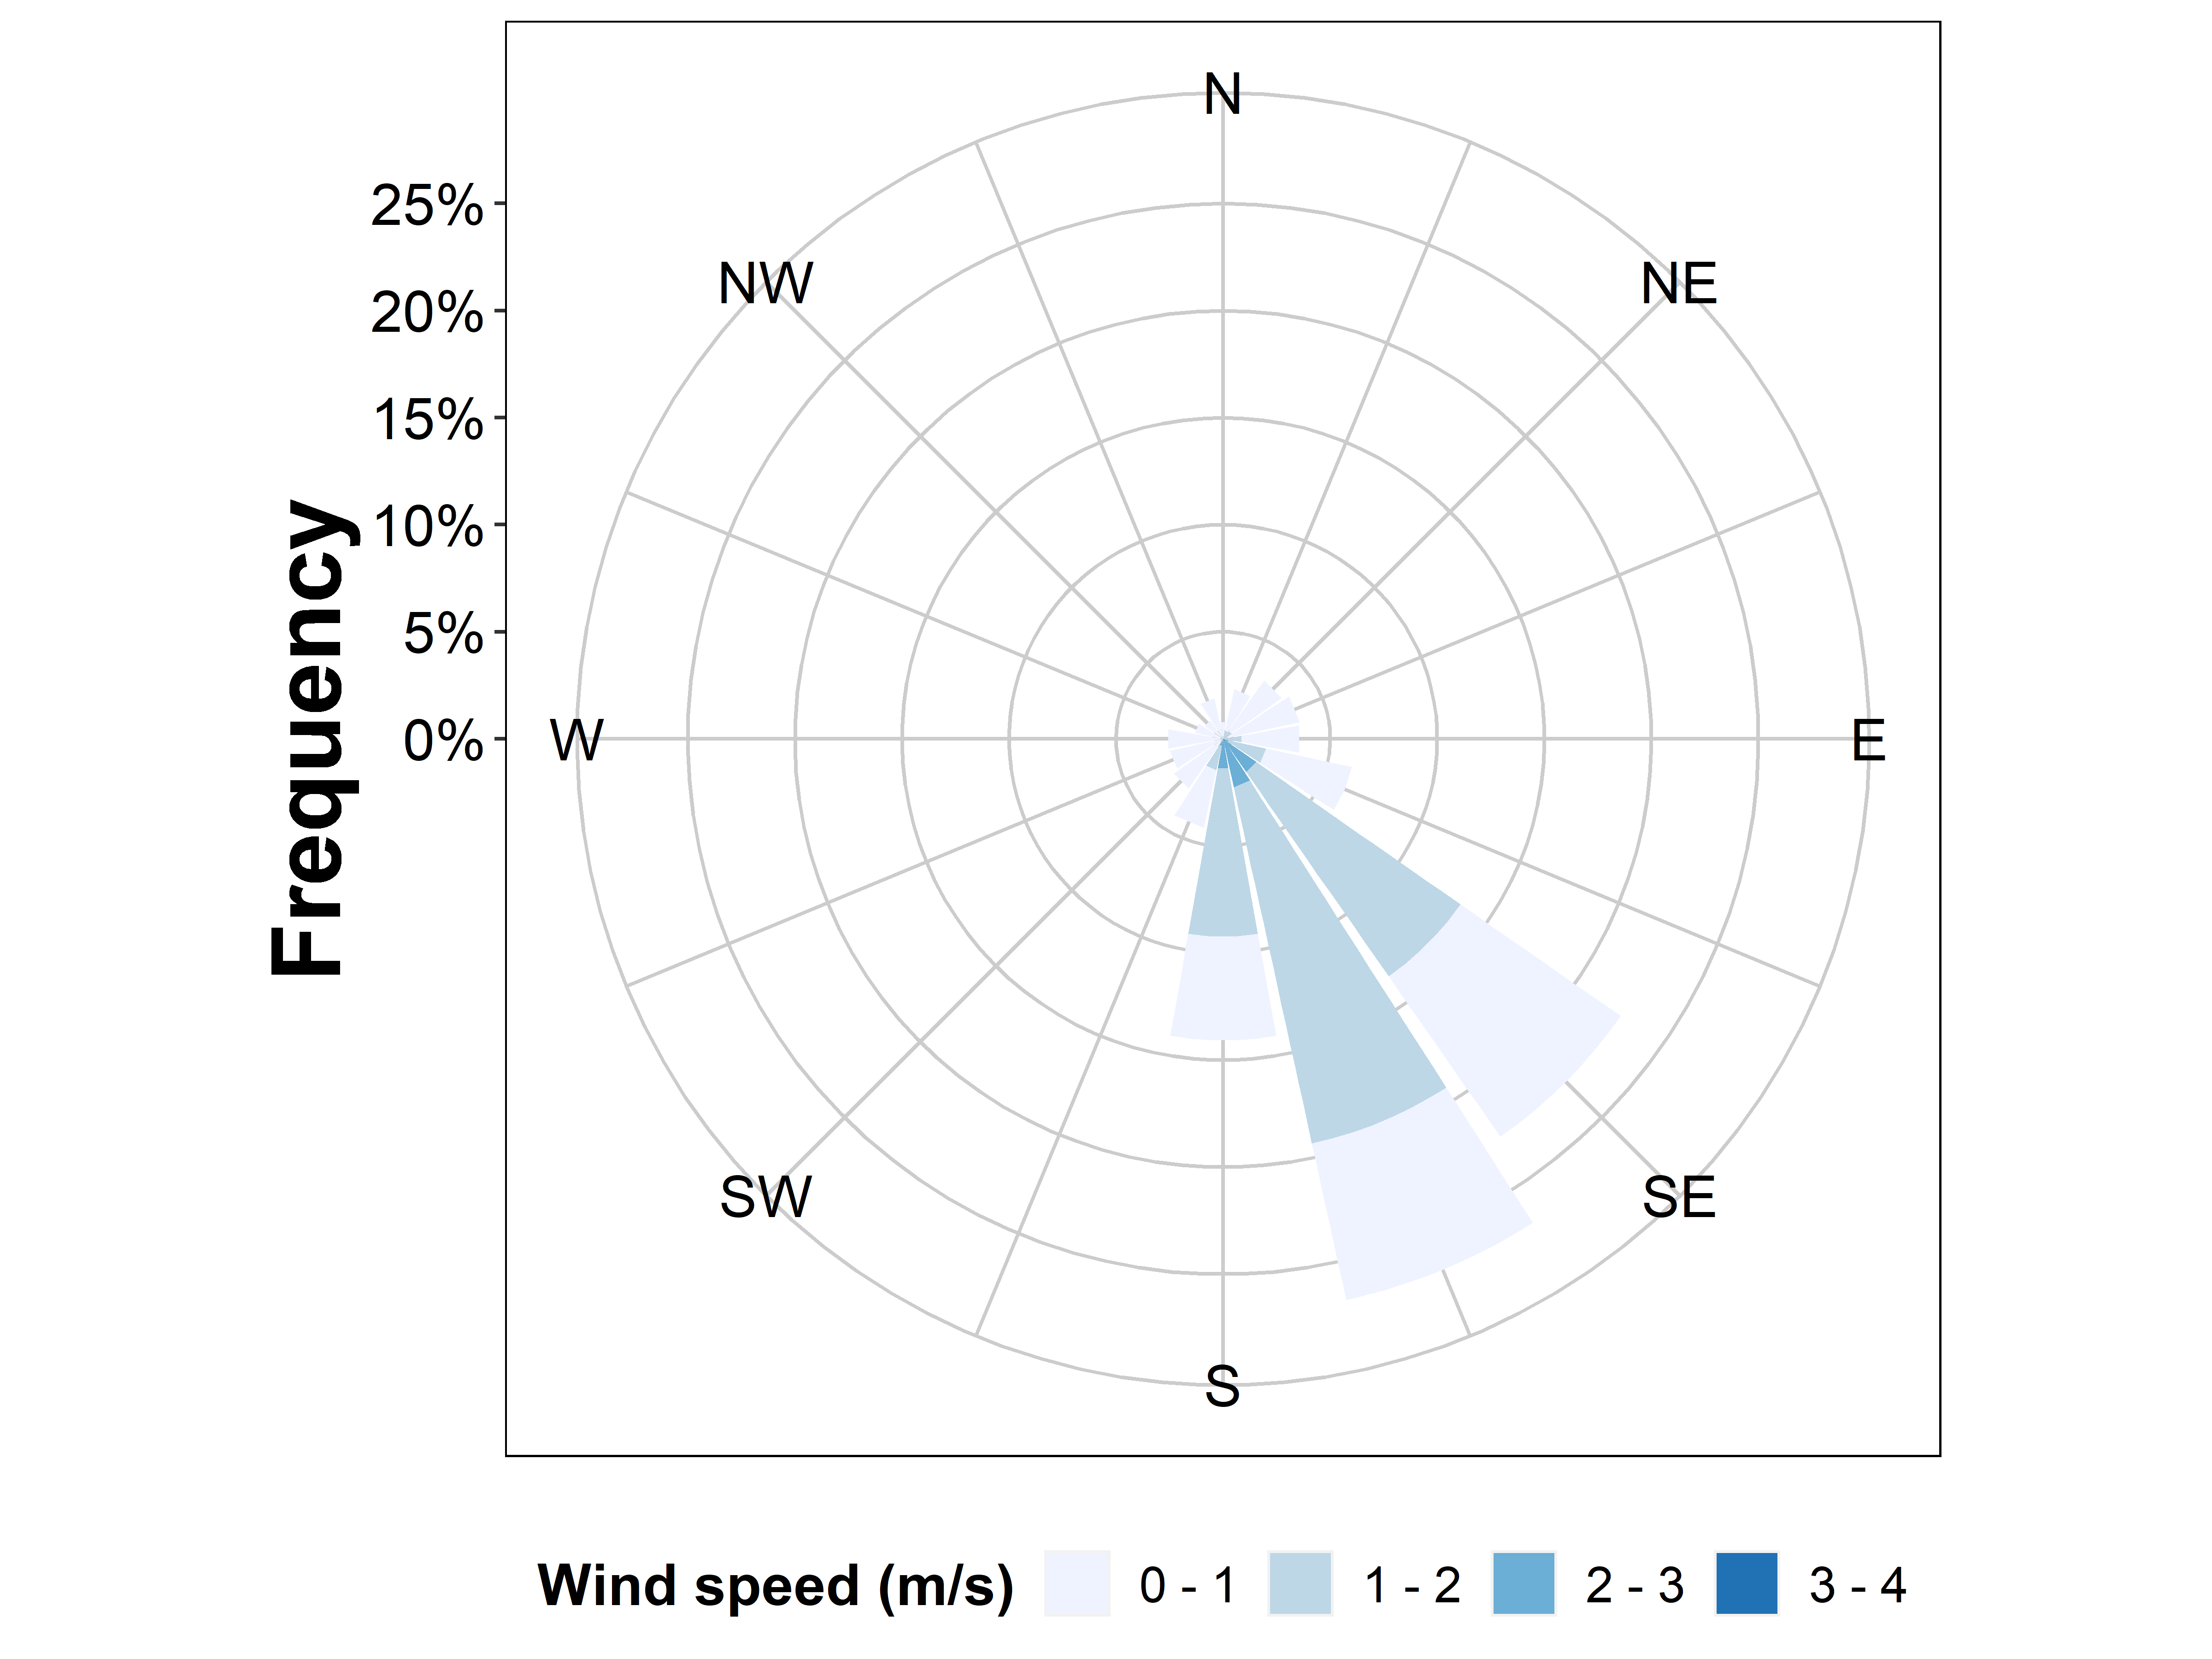 N
25%
NW
NE
20%
15%
10%
5%
Frequency
0%
W
E
SW
SE
S
Wind speed (m/s) 0 - 1 1 - 2 2 - 3 3 - 4